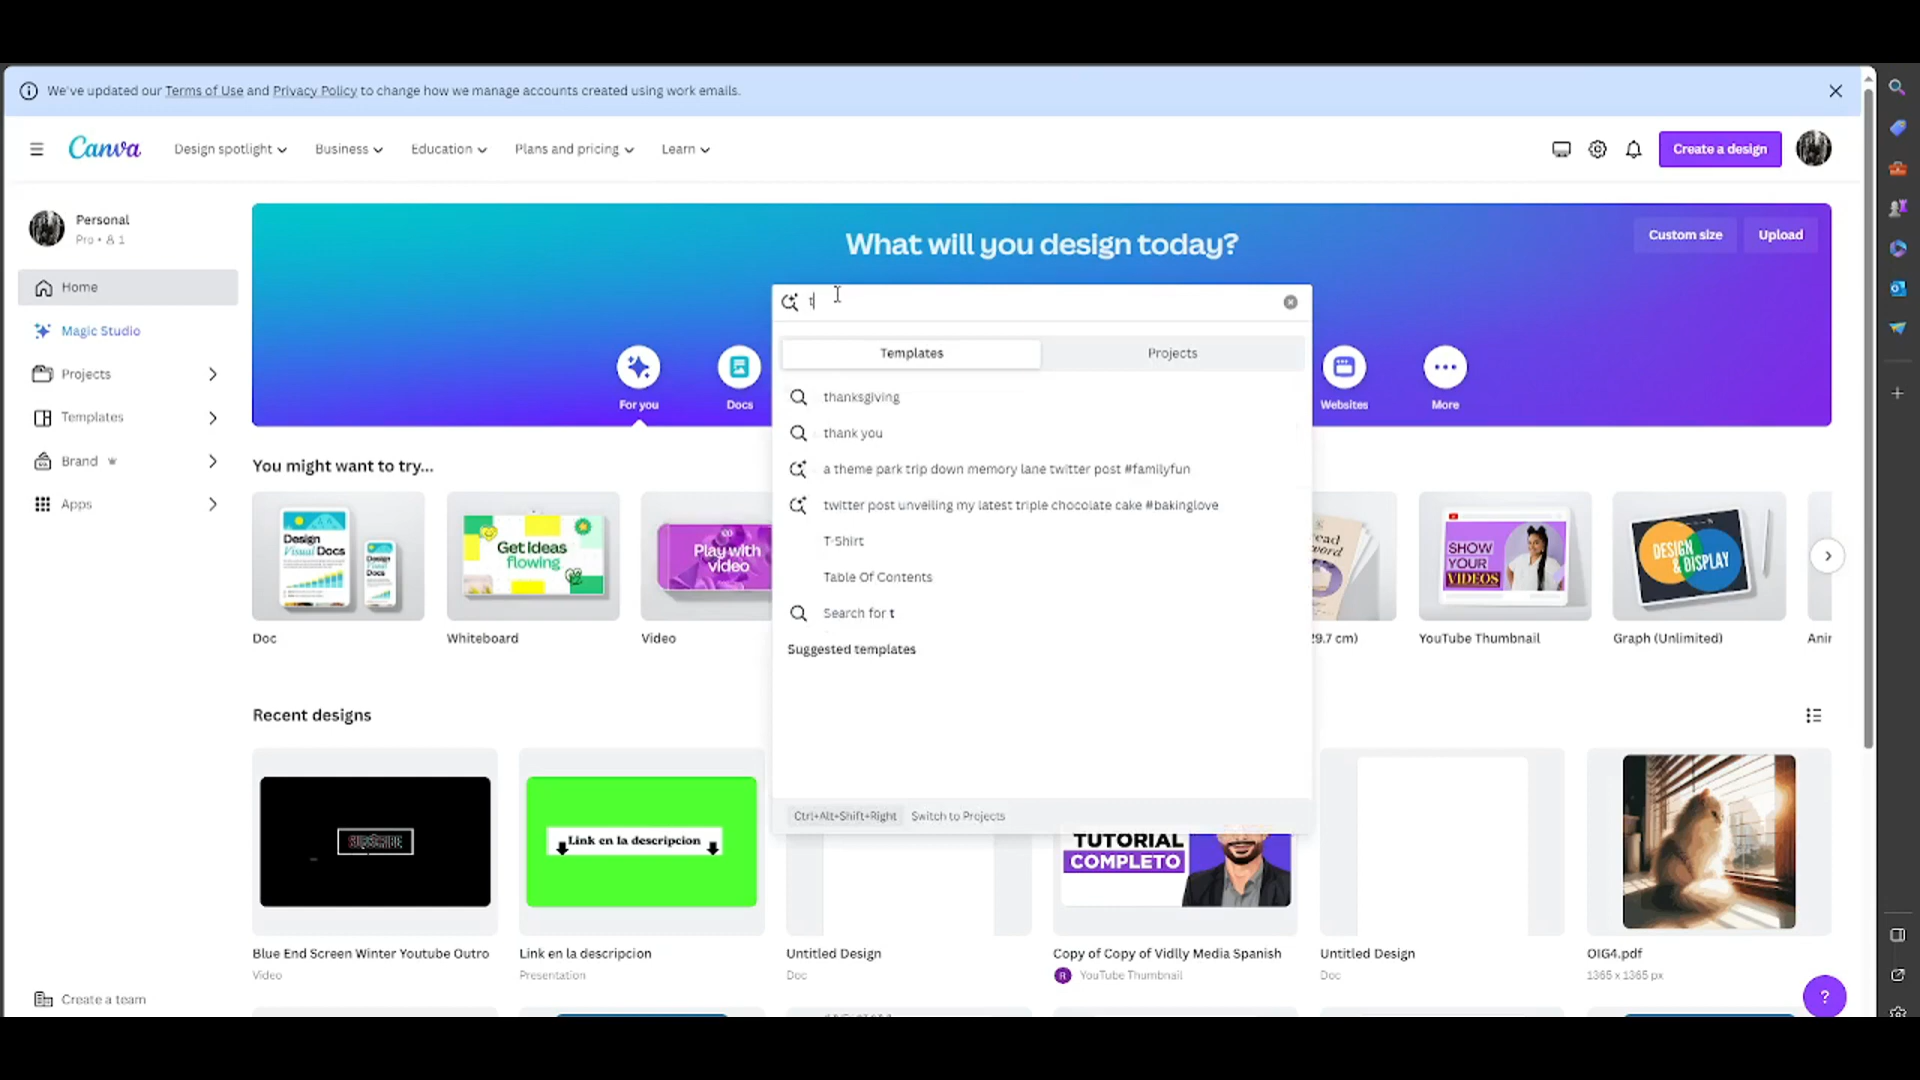 We've updated our Terms of Use and Privacy Policy to change how we manage accounts created using work emails.
Canva
Design spotlight
Business
Education
Plans and pricing
Learn
Create a design
Personal
Pro • 1
Home
Magic Studio
Projects
Templates
Brand
Apps
Create a team
What will you design today?
Custom size
Upload
t
Templates
Projects
thanksgiving
thank you
a theme park trip down memory lane twitter post #familyfun
twitter post unveiling my latest triple chocolate cake #bakinglove
T-Shirt
Table Of Contents
Search for t
Suggested templates
Ctrl+Alt+Shift+Right Switch to Projects
For you
Docs
Websites
More
You might want to try...
Design
Visual Docs
Get Ideas
flowing
Play with
video
SHOW
YOUR
VIDEOS
DESIGN
& DISPLAY
Doc
Whiteboard
Video
29.7 cm)
YouTube Thumbnail
Graph (Unlimited)
Anir
Recent designs
SUBSCRIBE
Link en la descripcion
TUTORIAL
COMPLETO
Blue End Screen Winter Youtube Outro
Video
Link en la descripcion
Presentation
Untitled Design
Doc
Copy of Copy of Vidlly Media Spanish
R YouTube Thumbnail
Untitled Design
Doc
OIG4.pdf
1365 x 1365 px
?